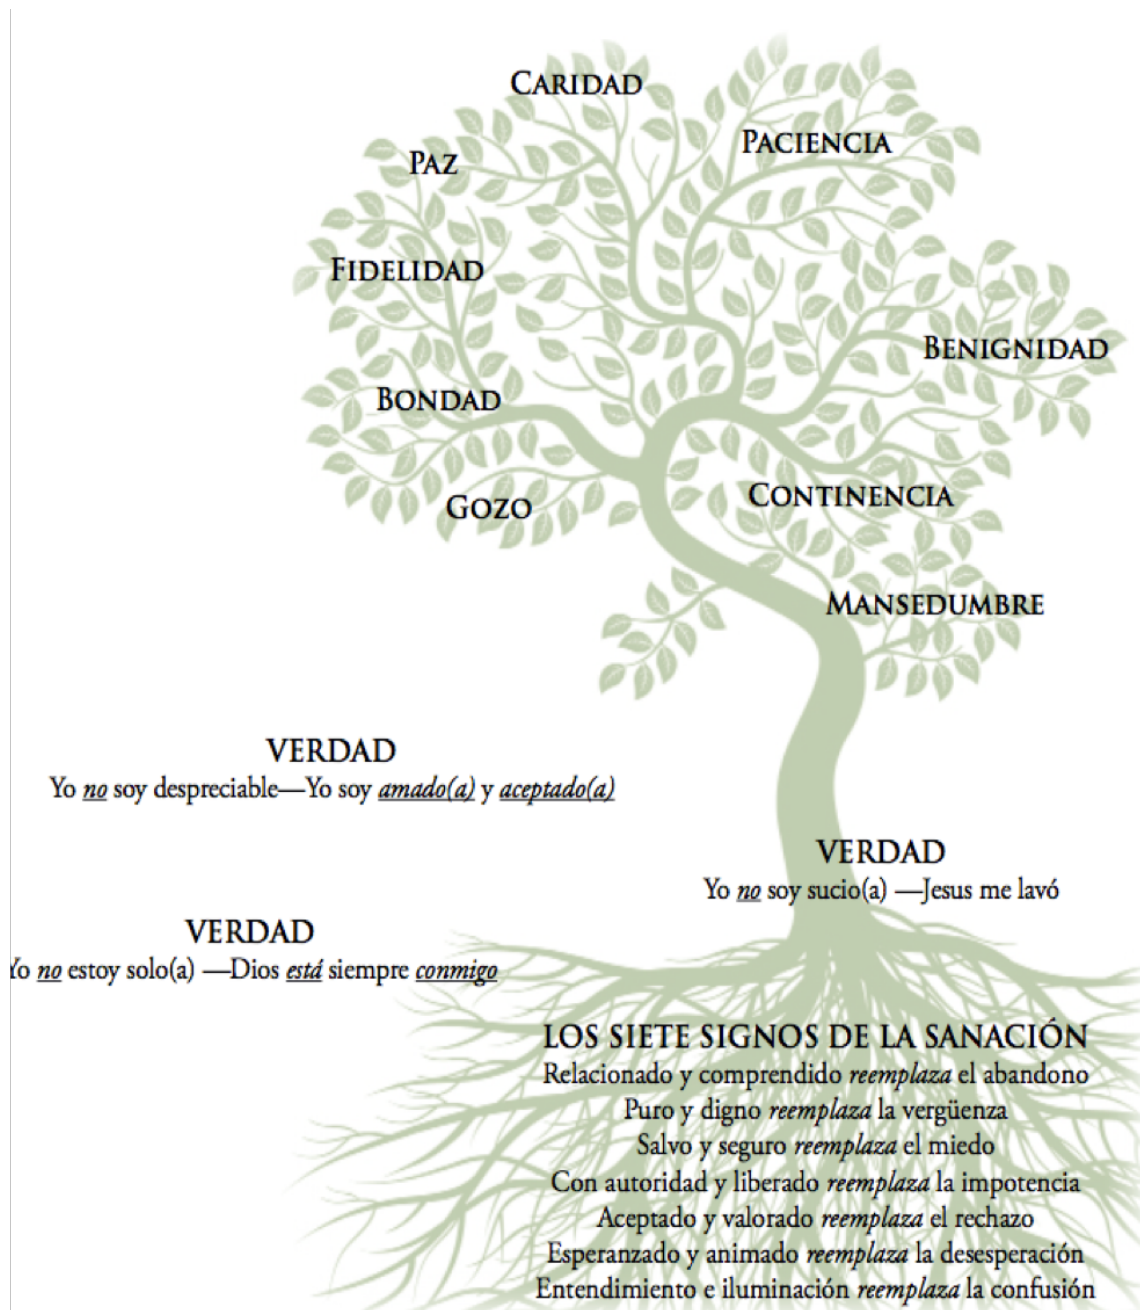 CARIDAD
PACIENCIA
PAZ
FIDELIDAD
BENIGNIDAD
BONDAD
CONTINENCIA
GOZO
MANSEDUMBRE
VERDAD
Yo no soy despreciable—Yo soy amado(a) y aceptado(a)
VERDAD
Yo no soy sucio(a) —Jesus me lavó
VERDAD
Yo no estoy solo(a) —Dios está siempre conmigo
LOS SIETE SIGNOS DE LA SANACIÓN
Relacionado y comprendido reemplaza el abandono
Puro y digno reemplaza la vergüenza
Salvo y seguro reemplaza el miedo
Con autoridad y liberado reemplaza la impotencia
Aceptado y valorado reemplaza el rechazo
Esperanzado y animado reemplaza la desesperación
Entendimiento e iluminación reemplaza la confusión